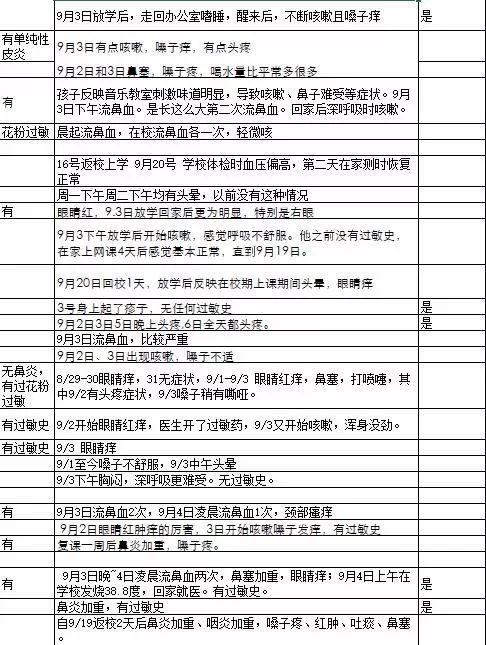 9月3日放学后，走回办公室嗜睡，醒来后，不断咳嗽且嗓子痒 是
有单纯性
皮炎
9月3日有点咳嗽，嗓子痒，有点头疼
9月2日和3日鼻塞，嗓子疼，喝水量比平常多很多
有
孩子反映音乐教室刺激味道明显，导致咳嗽、鼻子难受等症状。9月
3日下午流鼻血。是长这么大第二次流鼻血。回家后深呼吸时咳嗽。
花粉过敏 晨起流鼻血，在校流鼻血各一次，轻微咳
16号返校上学 9月20号 学校体检时血压偏高，第二天在家测时恢复
正常
周一下午周二下午均有头晕，以前没有这种情况
有 眼睛红，9.3日放学回家后更为明显，特别是右眼
9月3下午放学后开始咳嗽，感觉呼吸不舒服。他之前没有过敏史，
在家上网课4天后感觉基本正常，直到9月19日。
9月20日回校1天，放学后反映在校期上课期间头晕，眼睛痒
3号身上起了疹子，无任何过敏史 是
9月2日3日5日晚上头疼,6日全天都头疼。 是
9月3日流鼻血，比较严重
9月2日、3日出现咳嗽，嗓子不适
无鼻炎，
有过花粉
过敏
8/29-30眼睛痒，31无症状，9/1-9/3 眼睛红痒，鼻塞，打喷嚏，其
中9/2有头疼症状，9/3嗓子稍有嘶哑。
有过敏史 9/2开始眼睛红痒，医生开了过敏药，9/3又开始咳嗽，浑身没劲。
有过敏史 9/3 眼睛痒
9/1至今嗓子不舒服，9/3中午头晕
9/3下午胸闷，深呼吸更难受。无过敏史。
有 9月3日流鼻血2次，9月4日凌晨流鼻血1次，颈部瘙痒
9月2日眼睛红肿痒的厉害，3日开始咳嗽嗓子发痒，有过敏史
有 复课一周后鼻炎加重，嗓子疼。
有
9月3日晚~4日凌晨流鼻血两次，鼻塞加重，眼睛痒；9月4日上午在
学校发烧38.8度，回家就医。有过敏史。
是
鼻炎加重，有过敏史 是
自9/19返校2天后鼻炎加重、咽炎加重，嗓子疼、红肿、吐痰、鼻塞
。